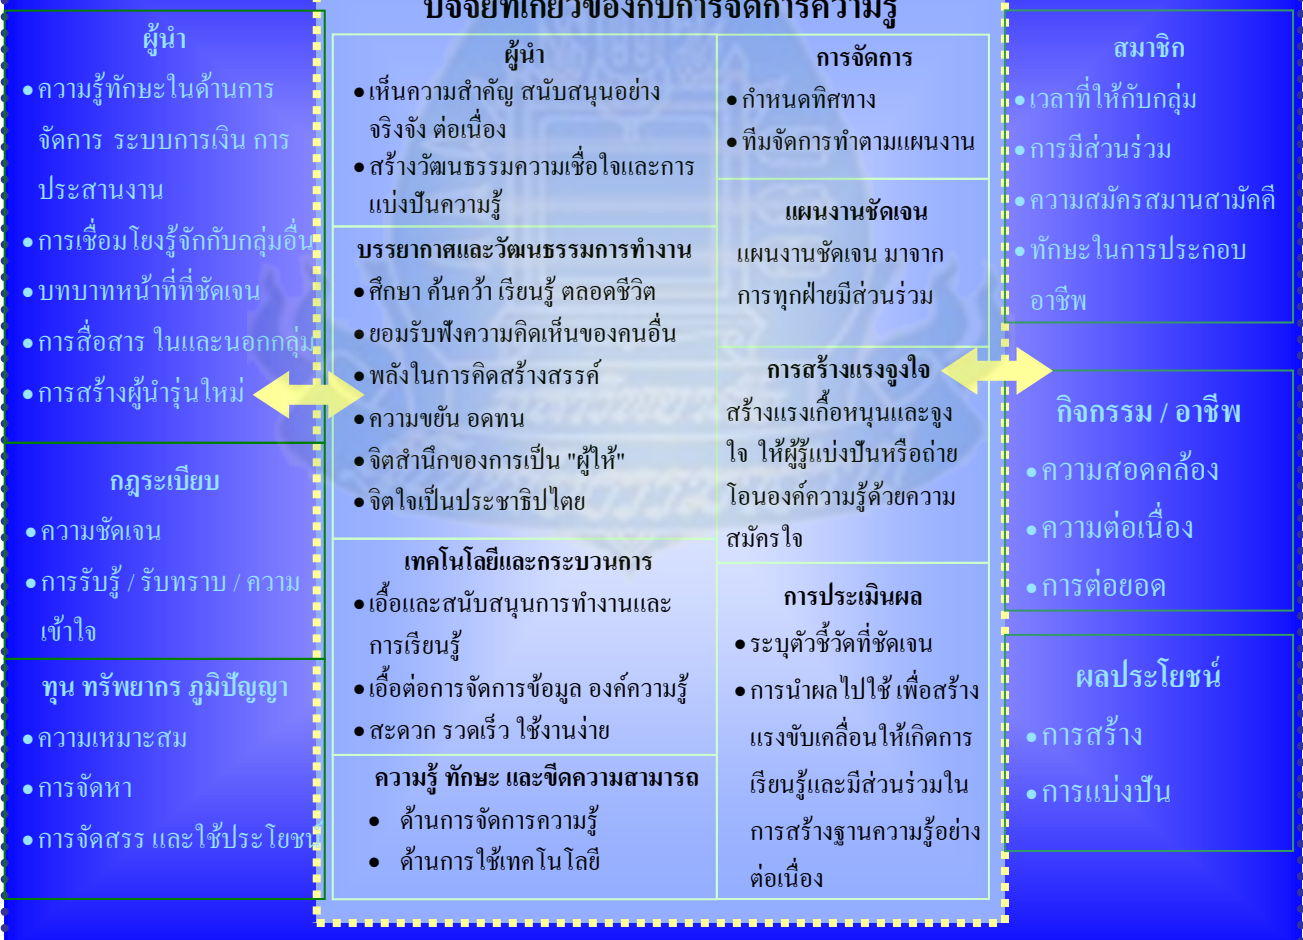 ปัจจัยที่เกี่ยวข้องกับการจัดการความรู้
ผู้นำ
•ความรู้ทักษะในด้านการ
จัดการ ระบบการเงิน การ
ประสานงาน
•การเชื่อมโยงรู้จักกับกลุ่มอื่น
•บทบาทหน้าที่ที่ชัดเจน
•การสื่อสาร ในและนอกกลุ่ม
•การสร้างผู้นำรุ่นใหม่
กฎระเบียบ
•ความชัดเจน
•การรับรู้ / รับทราบ / ความ
เข้าใจ
ทุน ทรัพยากร ภูมิปัญญา
•ความเหมาะสม
•การจัดหา
•การจัดสรร และใช้ประโยชน์
ผู้นำ
•เห็นความสำคัญ สนับสนุนอย่าง
จริงจัง ต่อเนื่อง
•สร้างวัฒนธรรมความเชื่อใจและการ
แบ่งปันความรู้
บรรยากาศและวัฒนธรรมการทำงาน
•ศึกษา ค้นคว้า เรียนรู้ ตลอดชีวิต
•ยอมรับฟังความคิดเห็นของคนอื่น
•พลังในการคิดสร้างสรรค์
•ความขยัน อดทน
•จิตสำนึกของการเป็น "ผู้ให้"
•จิตใจเป็นประชาธิปไตย
เทคโนโลยีและกระบวนการ
•เอื้อและสนับสนุนการทำงานและ
การเรียนรู้
•เอื้อต่อการจัดการข้อมูล องค์ความรู้
•สะดวก รวดเร็ว ใช้งานง่าย
ความรู้ ทักษะ และขีดความสามารถ
• ด้านการจัดการความรู้
• ด้านการใช้เทคโนโลยี
การจัดการ
•กำหนดทิศทาง
•ทีมจัดการทำตามแผนงาน
แผนงานชัดเจน
แผนงานชัดเจน มาจาก
การทุกฝ่ายมีส่วนร่วม
การสร้างแรงจูงใจ
สร้างแรงเกื้อหนุนและจูง
ใจ ให้ผู้รู้แบ่งปันหรือถ่าย
โอนองค์ความรู้ด้วยความ
สมัครใจ
การประเมินผล
•ระบุตัวชี้วัดที่ชัดเจน
•การนำผลไปใช้ เพื่อสร้าง
แรงขับเคลื่อนให้เกิดการ
เรียนรู้และมีส่วนร่วมใน
การสร้างฐานความรู้อย่าง
ต่อเนื่อง
สมาชิก
•เวลาที่ให้กับกลุ่ม
•การมีส่วนร่วม
•ความสมัครสมานสามัคคี
•ทักษะในการประกอบ
อาชีพ
กิจกรรม / อาชีพ
•ความสอดคล้อง
•ความต่อเนื่อง
•การต่อยอด
ผลประโยชน์
•การสร้าง
•การแบ่งปัน